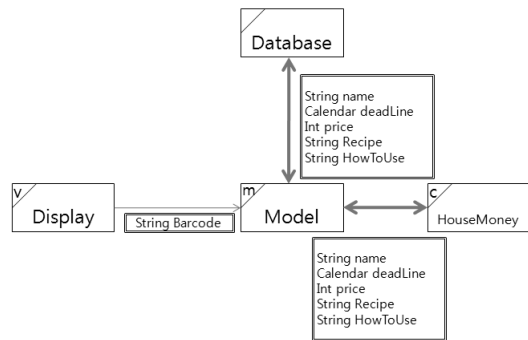 Database
String name
Calendar deadLine
Int price
String Recipe
String HowToUse
v
Display
String Barcode
m
Model
c
HouseMoney
String name
Calendar deadLine
Int price
String Recipe
String HowToUse